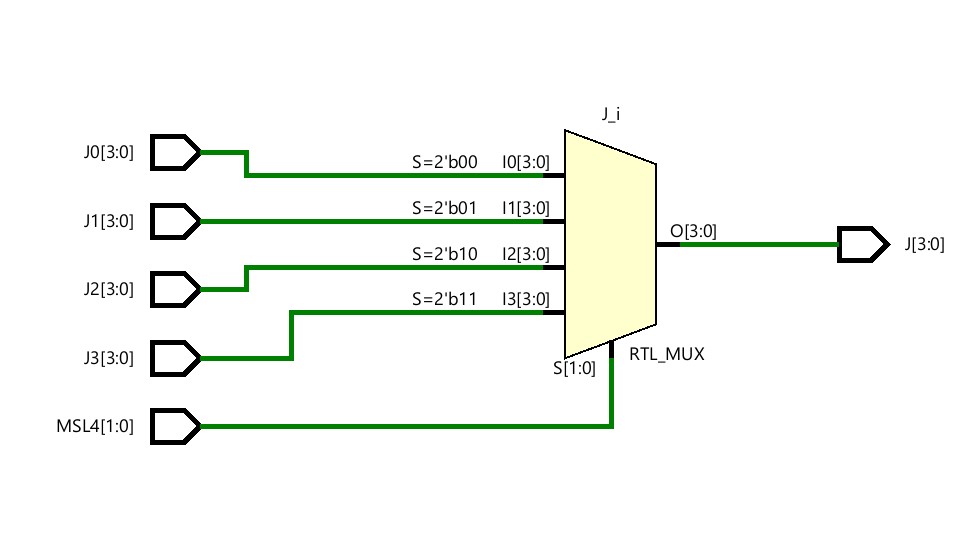 J_i
J0[3:0]
S=2'b00 I0[3:0]
J1[3:0]
S=2'b01 I1[3:0]
O[3:0]
J[3:0]
J2[3:0]
S=2'b10 I2[3:0]
J3[3:0]
S=2'b11 I3[3:0]
S[1:0]
RTL_MUX
MSL4[1:0]